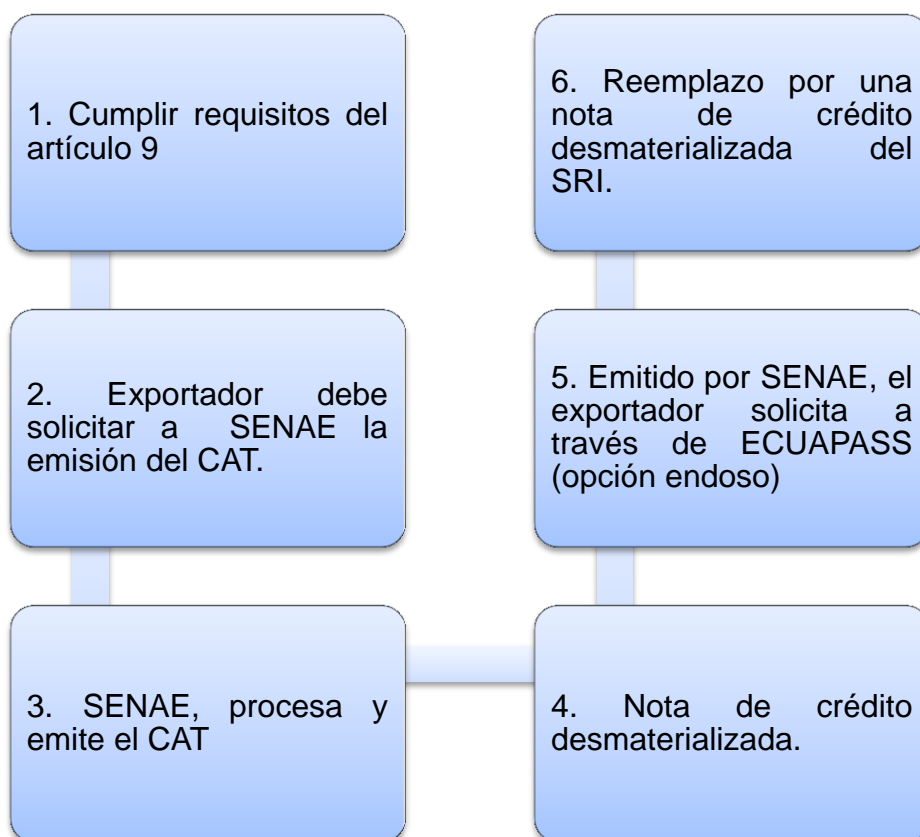 1. Cumplir requisitos del
artículo 9
2. Exportador debe
solicitar a SENAE la
emisión del CAT.
3. SENAE, procesa y
emite el CAT
4. Nota de crédito
desmaterializada.
5. Emitido por SENAE, el
exportador solicita a
través de ECUAPASS
(opción endoso)
6. Reemplazo por una
nota de crédito
desmaterializada del
SRI.